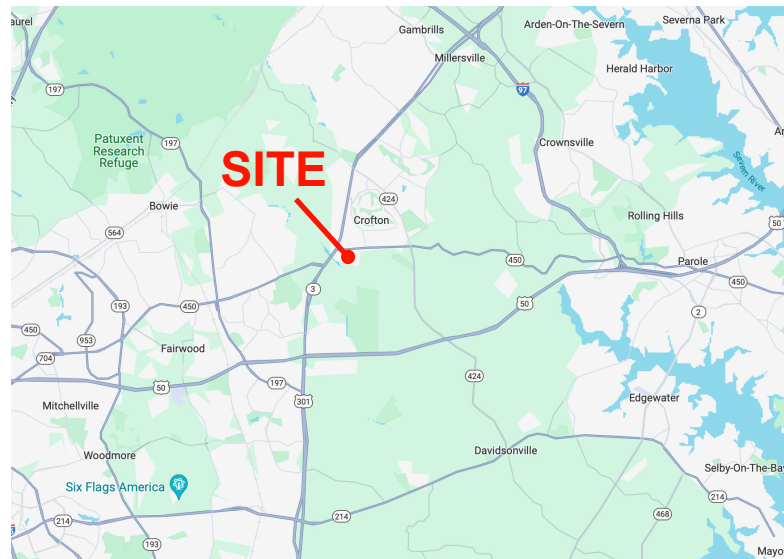 aurel
Gambrills
Arden-On-The-Severn
Severna Park
Millersville
Herald Harbor
197
97
Patuxent
Research
Refuge
197
Crownsville
Severn River
SITE
Bowie
424
Crofton
Rolling Hills
564
50
450
Parole
3
450
193
450
50
2
450
953
704
Fairwood
50
197
424
301
Mitchellville
Edgewater
Woodmore
Davidsonville
Six Flags America
Selby-On-The-Bay
214
214
214
468
193
Mayo